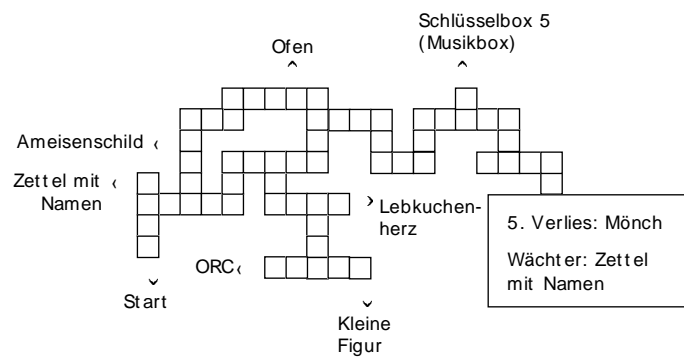 Schlüsselbox 5
(Musikbox)
Ofen
Ameisenschild
Zettel mit
Namen
Lebkuchen-
herz
5. Verlies: Mönch
Wächter: Zettel
mit Namen
ORC
Start
Kleine
Figur